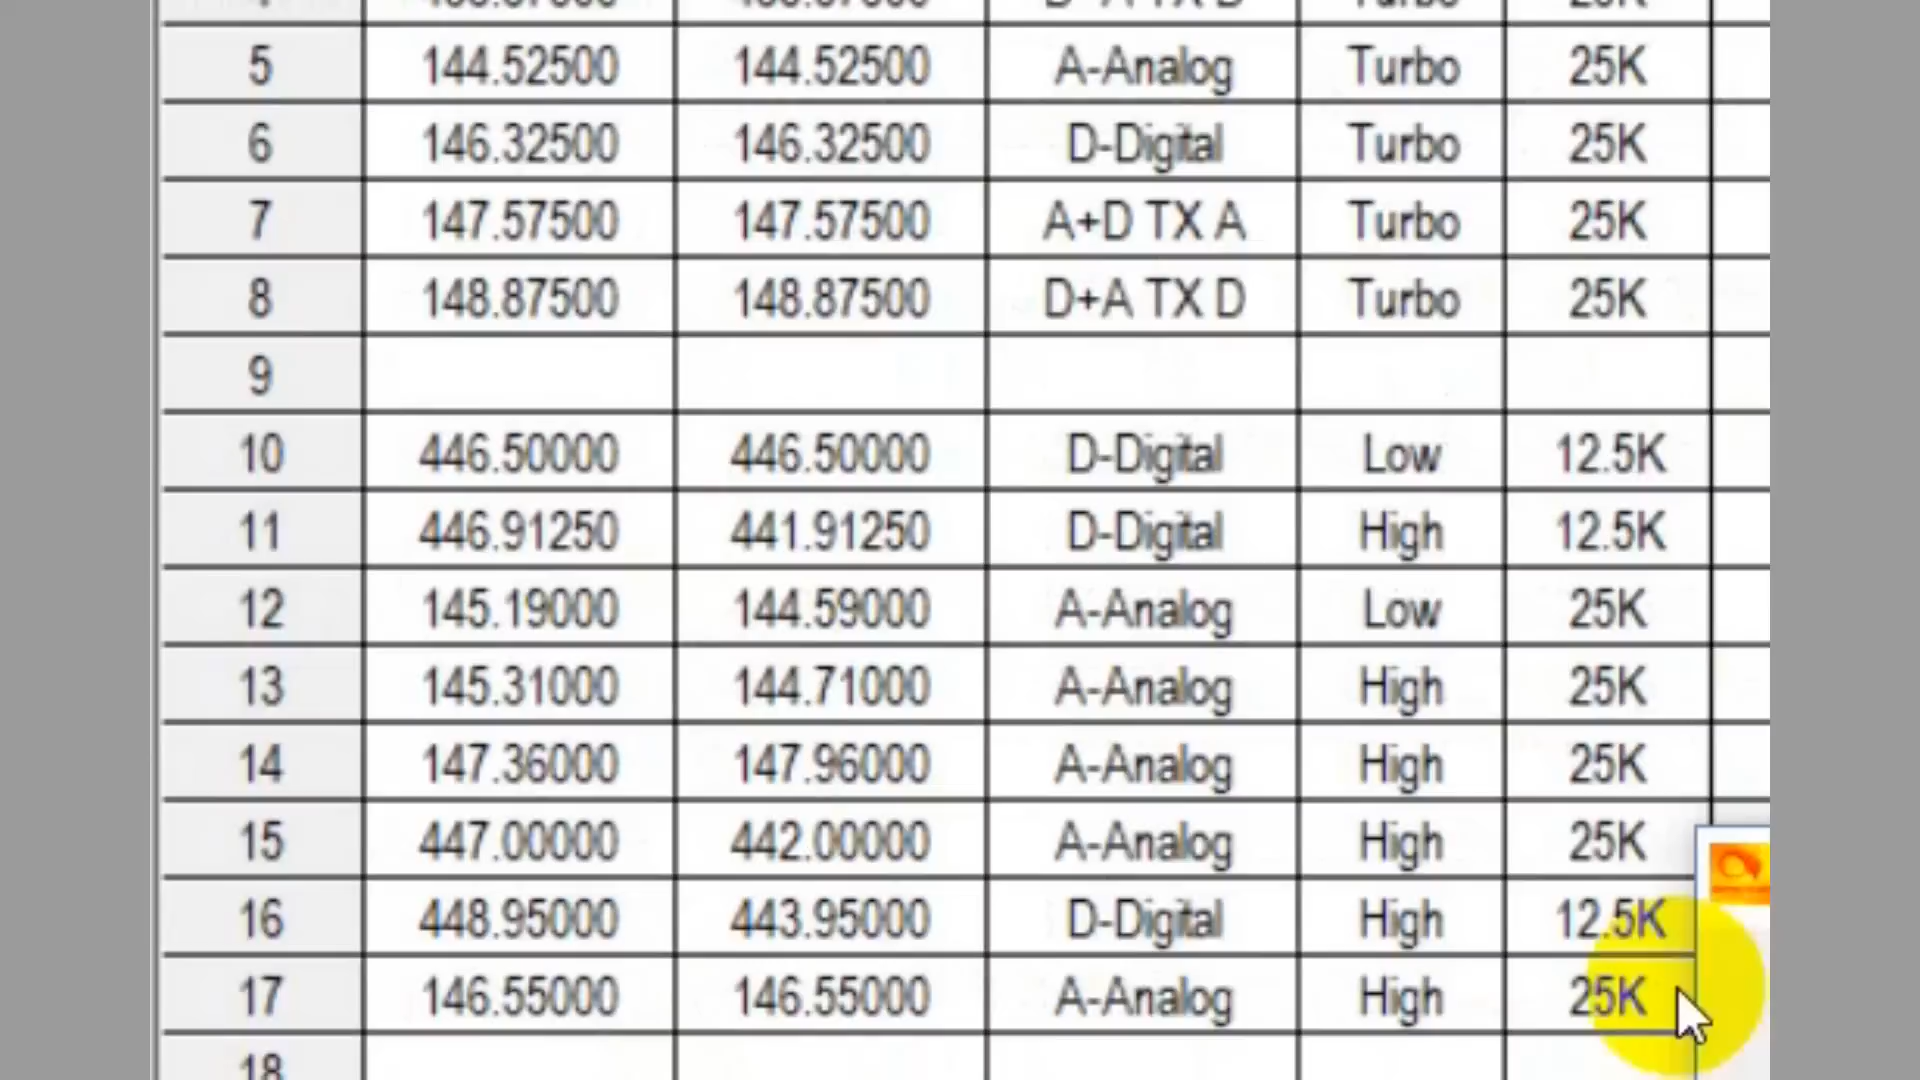 5 144.52500 144.52500 A-Analog Turbo 25K
6 146.32500 146.32500 D-Digital Turbo 25K
7 147.57500 147.57500 A+D TX A Turbo 25K
8 148.87500 148.87500 D+A TX D Turbo 25K
9
10 446.50000 446.50000 D-Digital Low 12.5K
11 446.91250 441.91250 D-Digital High 12.5K
12 145.19000 144.59000 A-Analog Low 25K
13 145.31000 144.71000 A-Analog High 25K
14 147.36000 147.96000 A-Analog High 25K
15 447.00000 442.00000 A-Analog High 25K
16 448.95000 443.95000 D-Digital High 12.5K
17 146.55000 146.55000 A-Analog High 25K
18